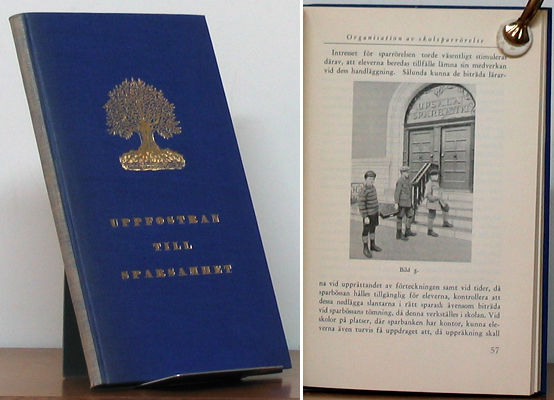 UPPFOSTRAN
TILL
SPARSAMHET
Organisation av skolsparrörelse
Intresset för sparrörelsen torde väsentligt stimuleras
därav, att eleverna beredas tillfälle lämna sin medverkan
vid dess handläggning. Sålunda kunna de biträda lärar-
UPSALA
SPAREBANK
Bild 5.
na vid upprättandet av förteckningen samt vid tider, då
sparbössan hålles tillgänglig för eleverna, kontrollera att
dessa nedlägga slantarna i rätt sparask ävensom biträda
vid sparbössans tömning, då denna verkställes i skolan. Vid
skolor på platser, där sparbanken har kontor, kunna ele-
verna även turvis få uppdraget att, då uppräkning skall
57